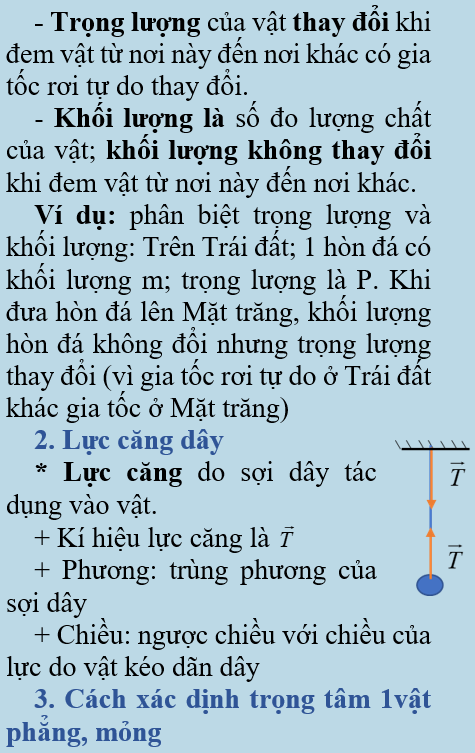 - Trọng lượng của vật thay đổi khi
đem vật từ nơi này đến nơi khác có gia
tốc rơi tự do thay đổi.
- Khối lượng là số đo lượng chất
của vật; khối lượng không thay đổi
khi đem vật từ nơi này đến nơi khác.
Ví dụ: phân biệt trọng lượng và
khối lượng: Trên Trái đất; 1 hòn đá có
khối lượng m; trọng lượng là P. Khi
đưa hòn đá lên Mặt trăng, khối lượng
hòn đá không đổi nhưng trọng lượng
thay đổi (vì gia tốc rơi tự do ở Trái đất
khác gia tốc ở Mặt trăng)
2. Lực căng dây
* Lực căng do sợi dây tác
dụng vào vật.
+ Kí hiệu lực căng là T⃗
+ Phương: trùng phương của
sợi dây
+ Chiều: ngược chiều với chiều của
lực do vật kéo dãn dây
T⃗
T⃗
3. Cách xác dịnh trọng tâm 1vật
phẳng, mỏng